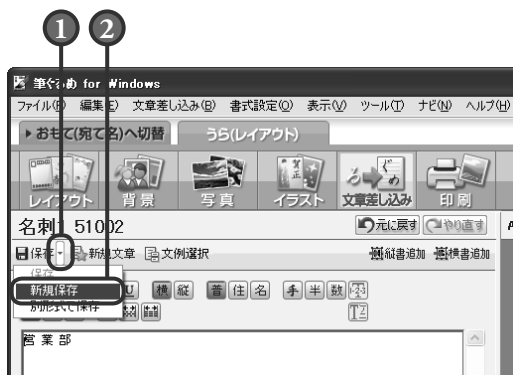 1 2
筆ぐるめ for Windows
ファイル(F) 編集(E) 文章差し込み(B) 書式設定(O) 表示(V) ツール(T) ナビ(N) ヘルプ(H)
おもて(宛て名)へ切替 うら(レイアウト)
レイアウト 背景 写真 イラスト 文章差し込み 印刷
名刺1 51002 元に戻す やり直す
保存 新規文章 文例選択 縦書追加 横書追加
保存
新規保存 U 横 縦 普 住 名 手 半 数
別形式で保存
営業部